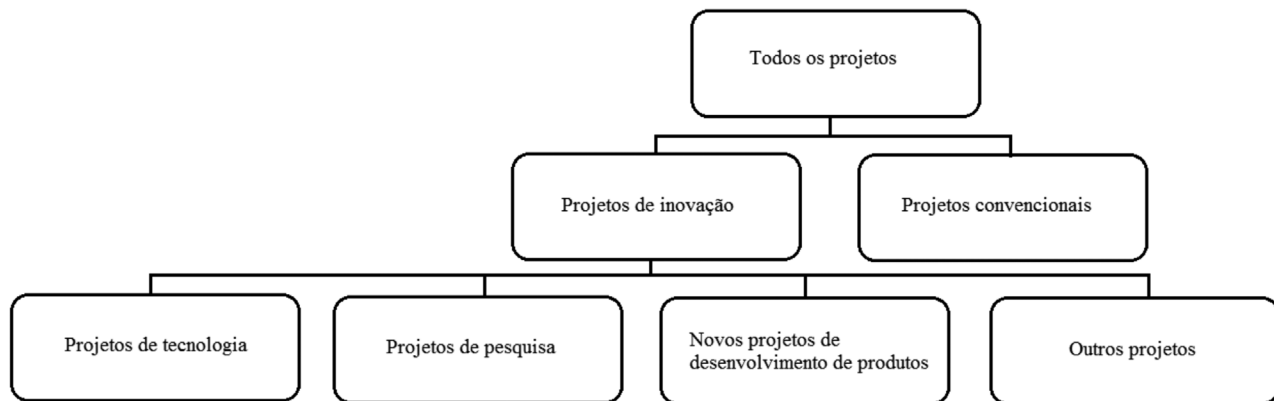 Todos os projetos
Projetos de inovação
Projetos convencionais
Projetos de tecnologia
Projetos de pesquisa
Novos projetos de
desenvolvimento de produtos
Outros projetos